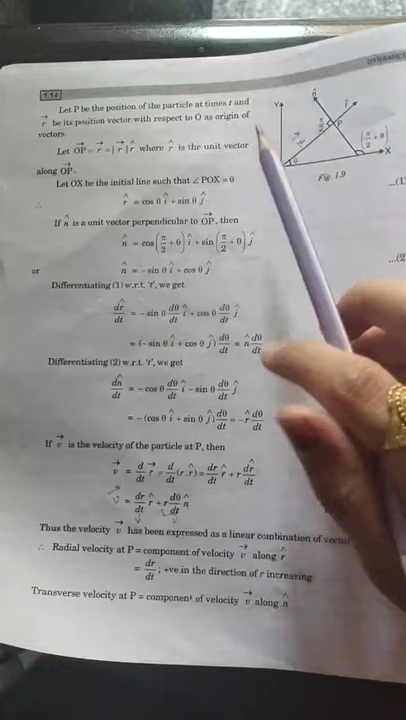 DYNAMICS
1.14
Let P be the position of the particle at times t and
r⃗ be its position vector with respect to O as origin of
vectors.
Let OP⃗ = r⃗ = |r⃗| r̂ where r̂ is the unit vector
along OP⃗.
Let OX be the initial line such that ∠POX = θ
∴ r̂ = cos θ î + sin θ ĵ ...(1)
If n̂ is a unit vector perpendicular to OP⃗, then
n̂ = cos(π/2 + θ) î + sin(π/2 + θ) ĵ
or n̂ = – sin θ î + cos θ ĵ ...(2
Differentiating (1) w.r.t. 't', we get
dr̂/dt = – sin θ dθ/dt î + cos θ dθ/dt ĵ
= (– sin θ î + cos θ ĵ) dθ/dt = n̂ dθ/dt
Differentiating (2) w.r.t. 't', we get
dn̂/dt = – cos θ dθ/dt î – sin θ dθ/dt ĵ
= – (cos θ î + sin θ ĵ) dθ/dt = – r̂ dθ/dt
If v⃗ is the velocity of the particle at P, then
v⃗ = d/dt r⃗ = d/dt (r r̂) = dr/dt r̂ + r dr̂/dt
v⃗ = dr/dt r̂ + r dθ/dt n̂
Thus the velocity v⃗ has been expressed as a linear combination of vector
∴ Radial velocity at P = component of velocity v⃗ along r̂
= dr/dt ; +ve in the direction of r increasing
Transverse velocity at P = component of velocity v⃗ along n̂
Y
n̂
r̂
π/2
P
(π/2 + θ)
θ
X
Fig. 1.9